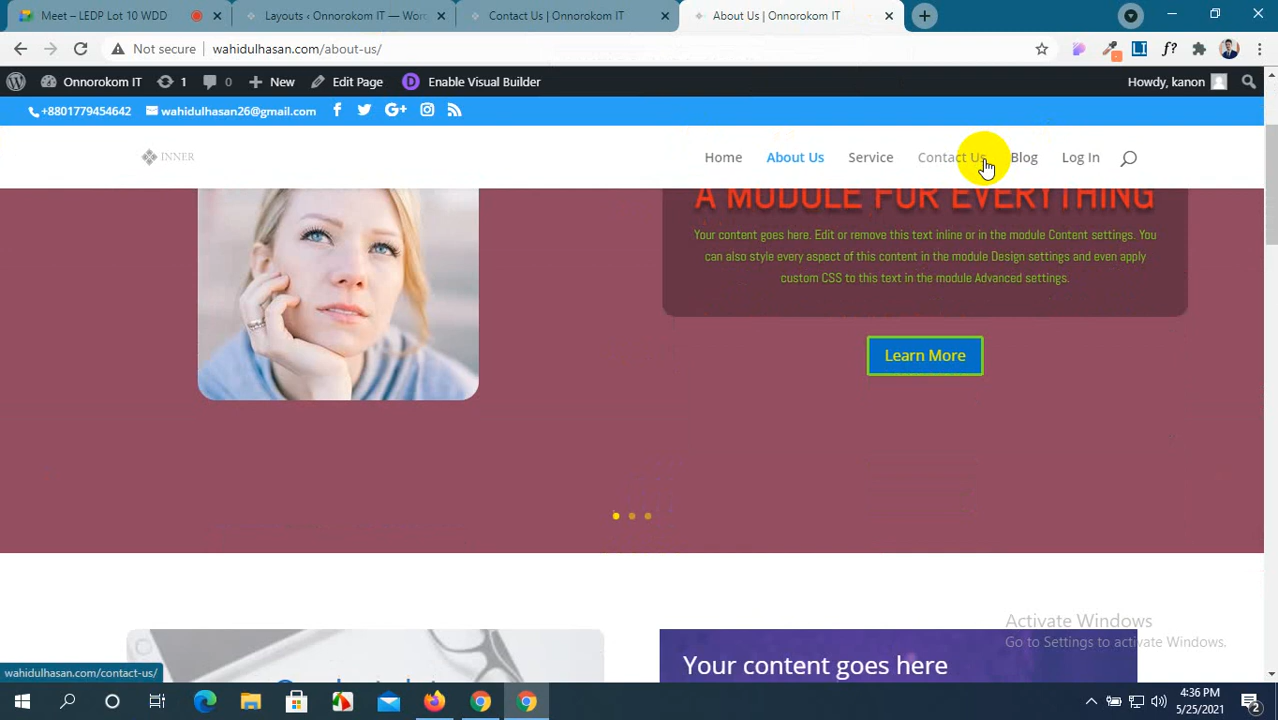 Meet – LEDP Lot 10 WDD
Layouts ‹ Onnorokom IT — Wor
Contact Us | Onnorokom IT
About Us | Onnorokom IT
Not secure
wahidulhasan.com/about-us/
Onnorokom IT
1
0
New
Edit Page
D
Enable Visual Builder
Howdy, kanon
+8801779454642
wahidulhasan26@gmail.com
INNER
Home
About Us
Service
Contact Us
Blog
Log In
A MODULE FOR EVERYTHING
Your content goes here. Edit or remove this text inline or in the module Content settings. You
can also style every aspect of this content in the module Design settings and even apply
custom CSS to this text in the module Advanced settings.
Learn More
Your content goes here
Activate Windows
Go to Settings to activate Windows.
wahidulhasan.com/contact-us/
4:36 PM
5/25/2021
2